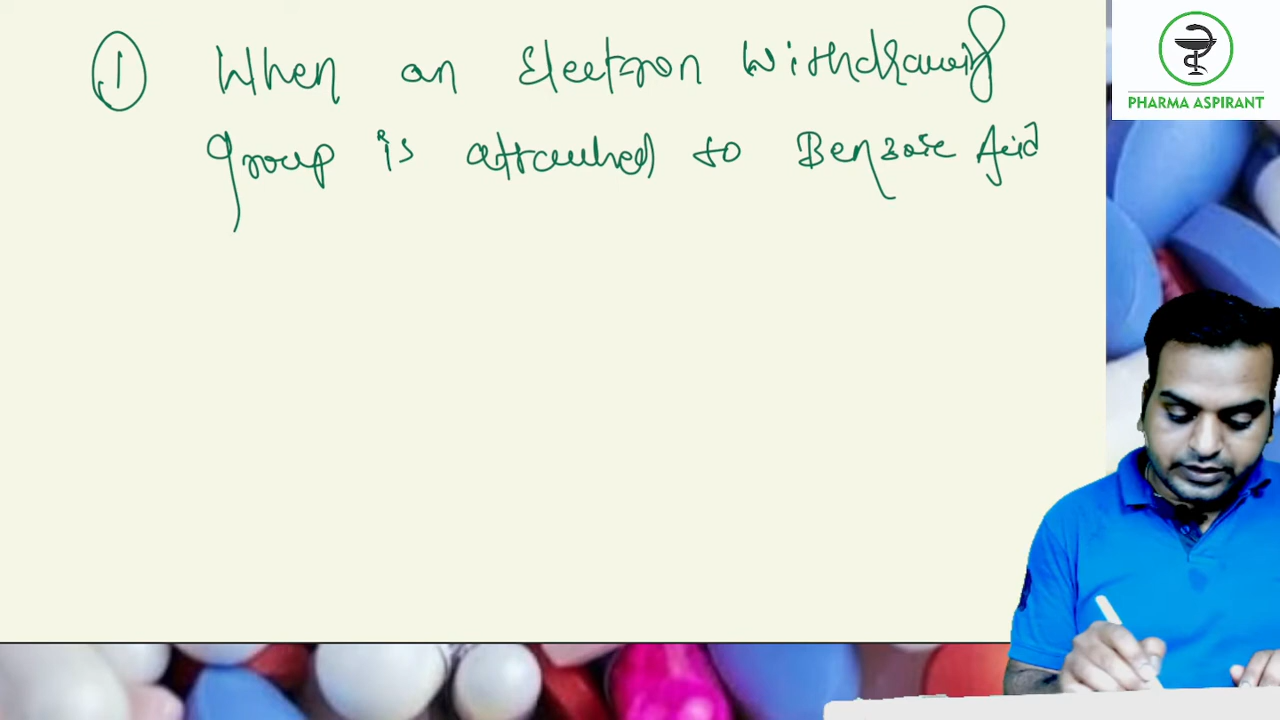 ① When an Electron Withdrawing
group is attached to Benzoic Acid
PHARMA ASPIRANT